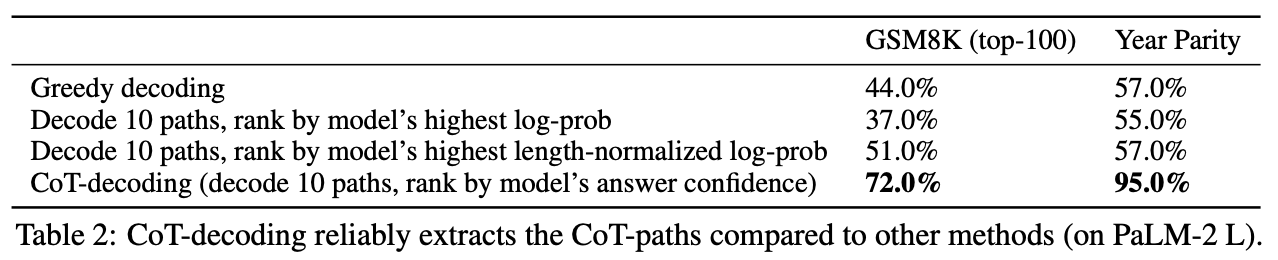 GSM8K (top-100) Year Parity
Greedy decoding 44.0% 57.0%
Decode 10 paths, rank by model’s highest log-prob 37.0% 55.0%
Decode 10 paths, rank by model’s highest length-normalized log-prob 51.0% 57.0%
CoT-decoding (decode 10 paths, rank by model’s answer confidence) 72.0% 95.0%
Table 2: CoT-decoding reliably extracts the CoT-paths compared to other methods (on PaLM-2 L).